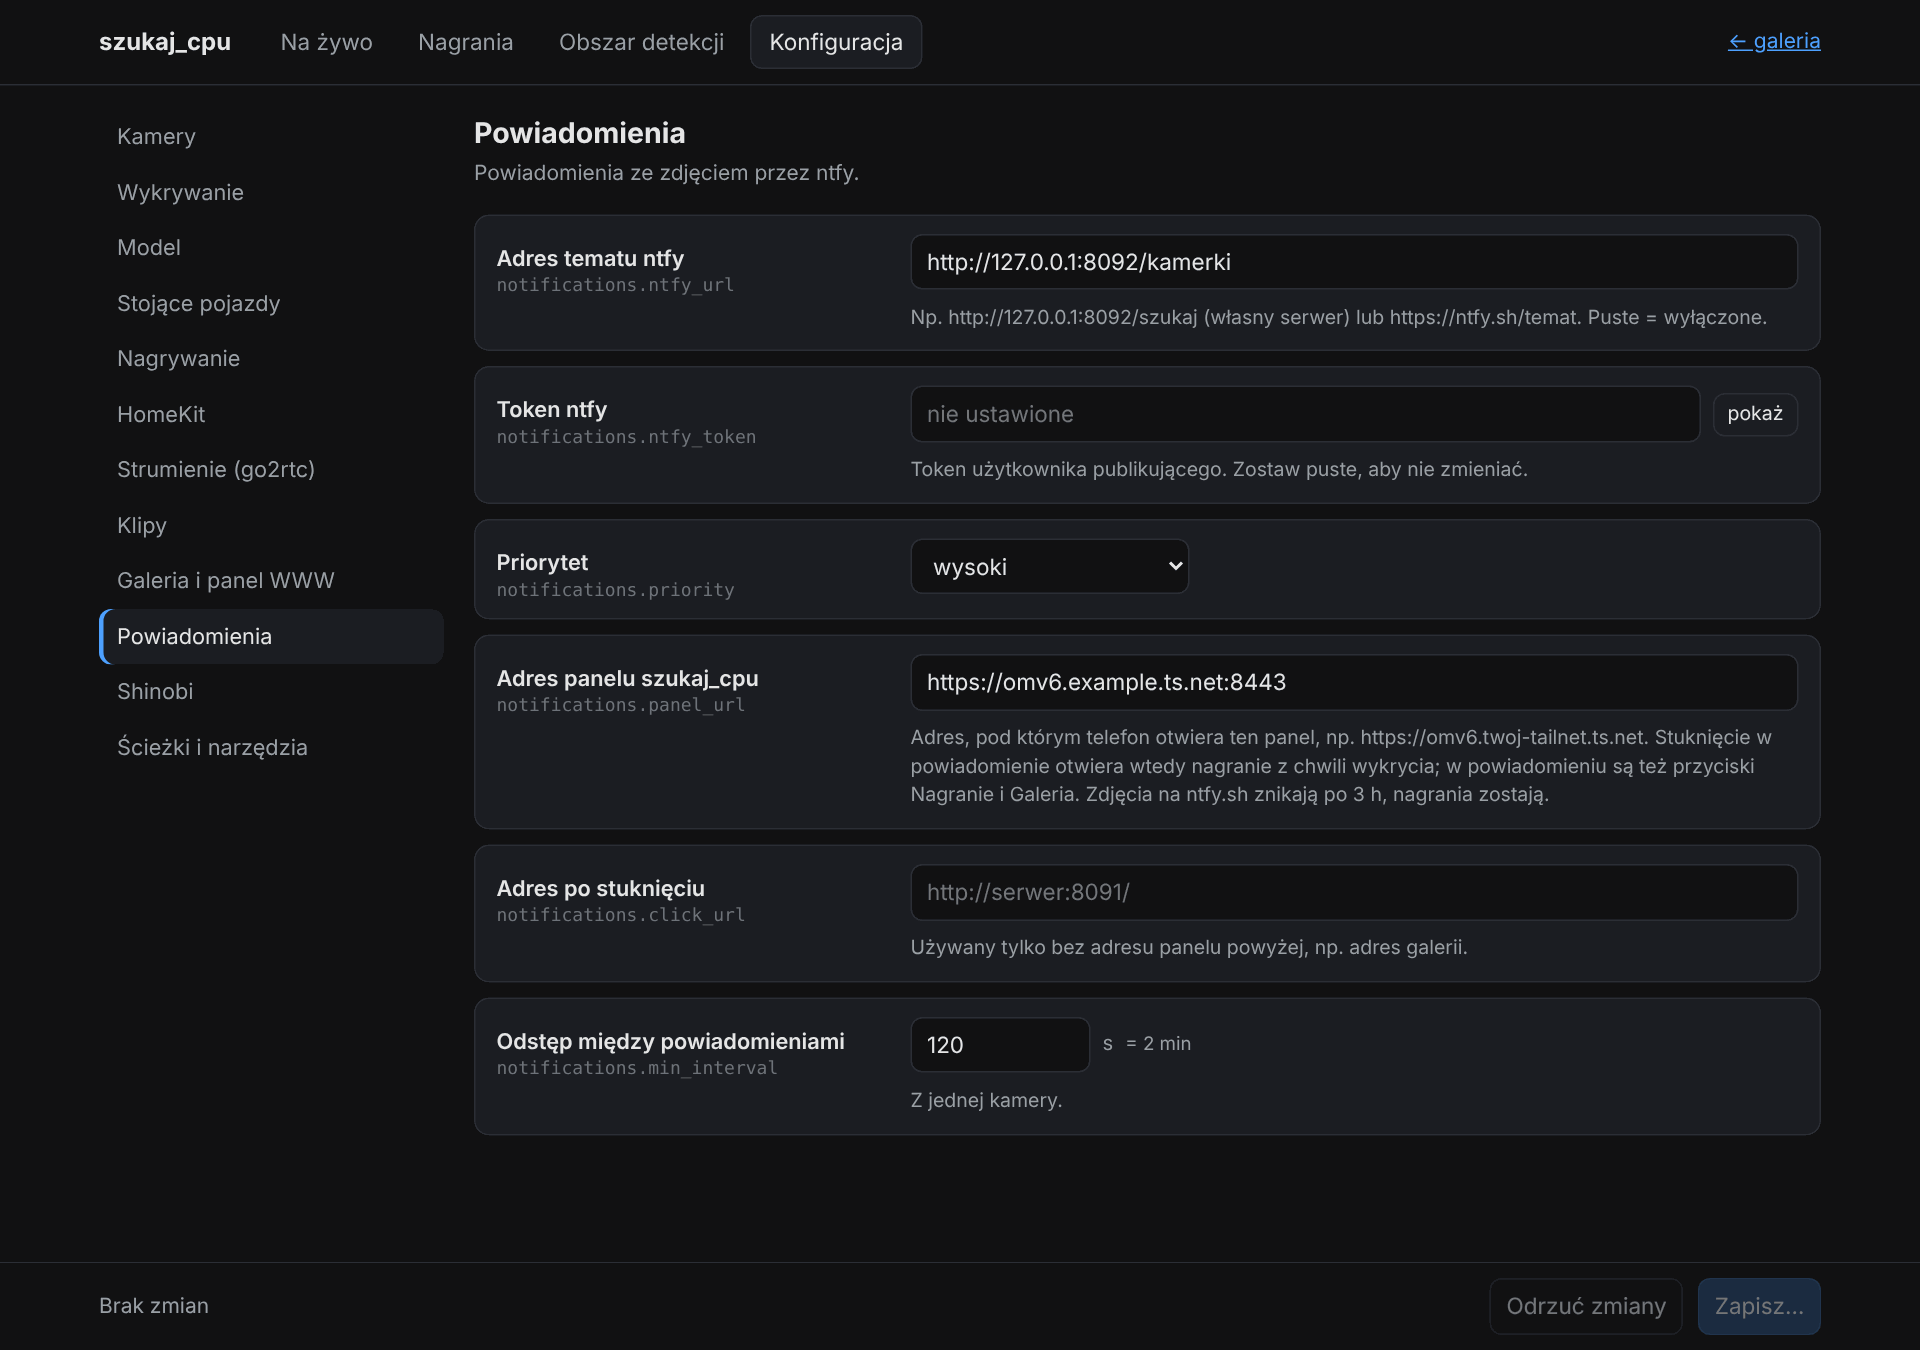 szukaj_cpu
Na żywo
Nagrania
Obszar detekcji
Konfiguracja
← galeria
Kamery
Wykrywanie
Model
Stojące pojazdy
Nagrywanie
HomeKit
Strumienie (go2rtc)
Klipy
Galeria i panel WWW
Powiadomienia
Shinobi
Ścieżki i narzędzia
Powiadomienia
Powiadomienia ze zdjęciem przez ntfy.
Adres tematu ntfy
notifications.ntfy_url
http://127.0.0.1:8092/kamerki
Np. http://127.0.0.1:8092/szukaj (własny serwer) lub https://ntfy.sh/temat. Puste = wyłączone.
Token ntfy
notifications.ntfy_token
nie ustawione
pokaż
Token użytkownika publikującego. Zostaw puste, aby nie zmieniać.
Priorytet
notifications.priority
wysoki
Adres panelu szukaj_cpu
notifications.panel_url
https://omv6.example.ts.net:8443
Adres, pod którym telefon otwiera ten panel, np. https://omv6.twoj-tailnet.ts.net. Stuknięcie w
powiadomienie otwiera wtedy nagranie z chwili wykrycia; w powiadomieniu są też przyciski
Nagranie i Galeria. Zdjęcia na ntfy.sh znikają po 3 h, nagrania zostają.
Adres po stuknięciu
notifications.click_url
http://serwer:8091/
Używany tylko bez adresu panelu powyżej, np. adres galerii.
Odstęp między powiadomieniami
notifications.min_interval
120
s = 2 min
Z jednej kamery.
Brak zmian
Odrzuć zmiany
Zapisz...